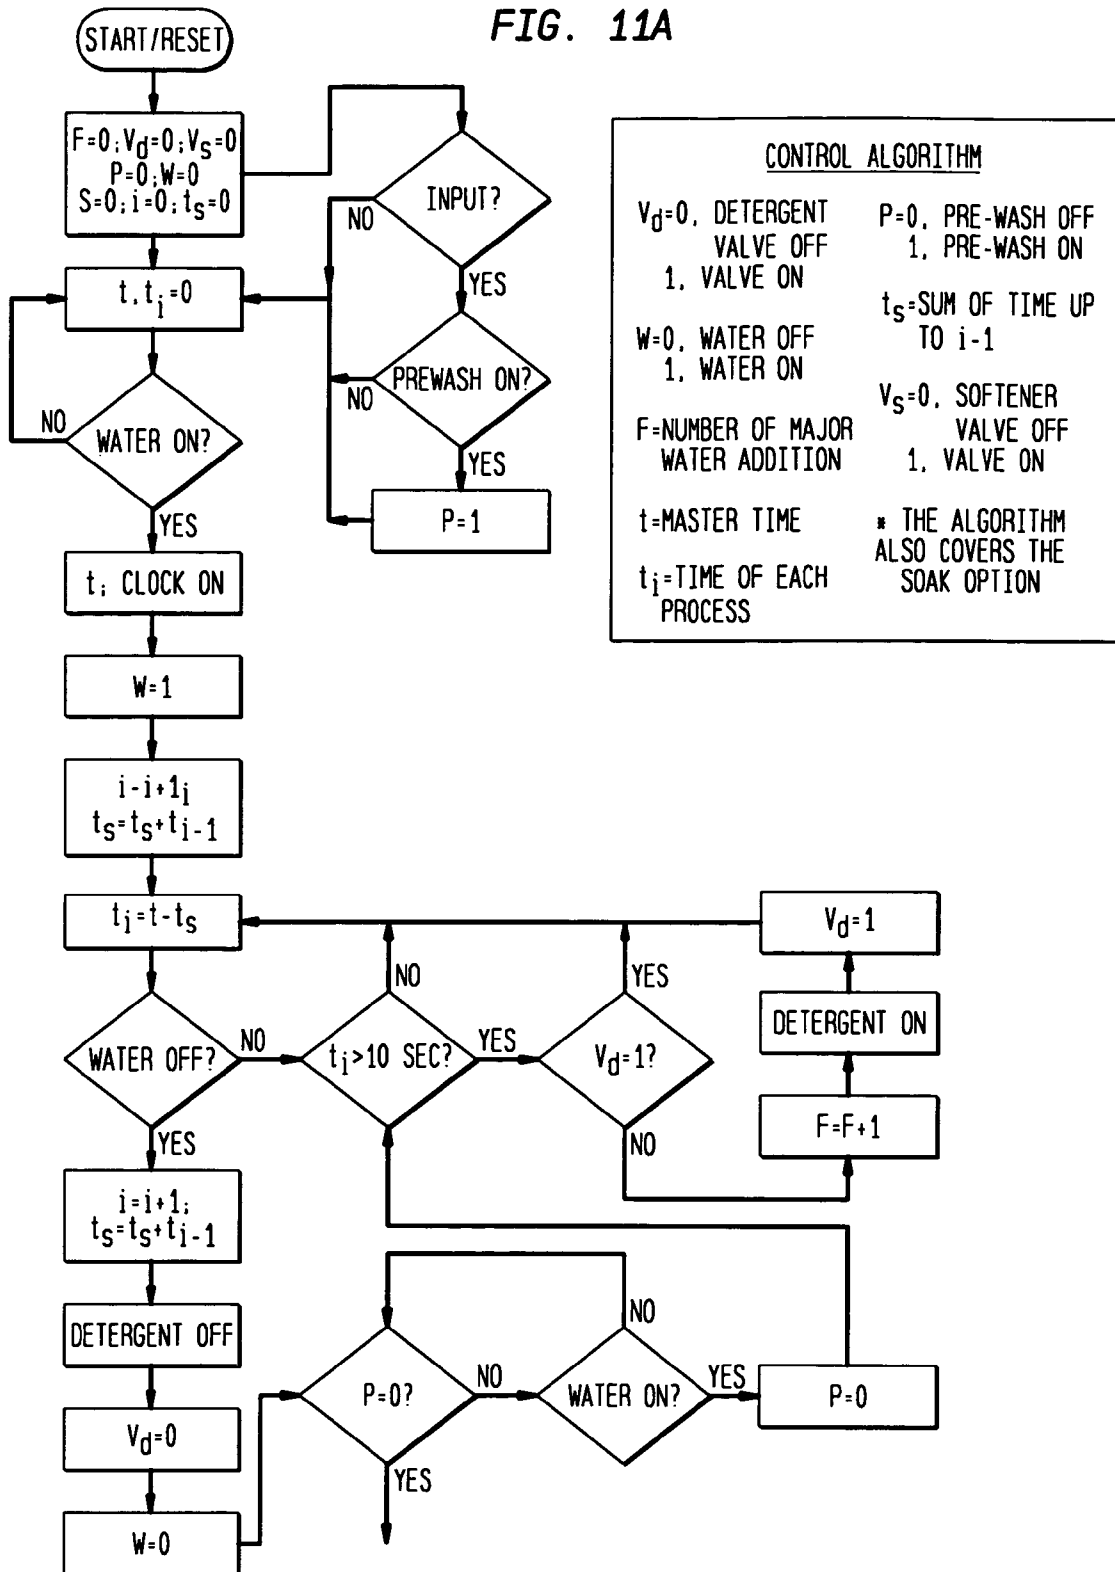 FIG. 11A
START/RESET
F=0; Vd=0; Vs=0
P=0; W=0
S=0; i=0; ts=0
INPUT?
NO
YES
t, ti=0
PREWASH ON?
NO
YES
P=1
WATER ON?
NO
YES
t; CLOCK ON
W=1
i-i+1i
ts=ts+ti-1
ti=t-ts
WATER OFF?
NO
YES
ti>10 SEC?
NO
YES
Vd=1?
YES
NO
Vd=1
DETERGENT ON
F=F+1
i=i+1;
ts=ts+ti-1
DETERGENT OFF
Vd=0
W=0
P=0?
NO
YES
WATER ON?
NO
YES
P=0
CONTROL ALGORITHM
Vd=0, DETERGENT
VALVE OFF
1, VALVE ON
W=0, WATER OFF
1, WATER ON
F=NUMBER OF MAJOR
WATER ADDITION
t=MASTER TIME
ti=TIME OF EACH
PROCESS
P=0, PRE-WASH OFF
1, PRE-WASH ON
ts=SUM OF TIME UP
TO i-1
Vs=0, SOFTENER
VALVE OFF
1, VALVE ON
* THE ALGORITHM
ALSO COVERS THE
SOAK OPTION